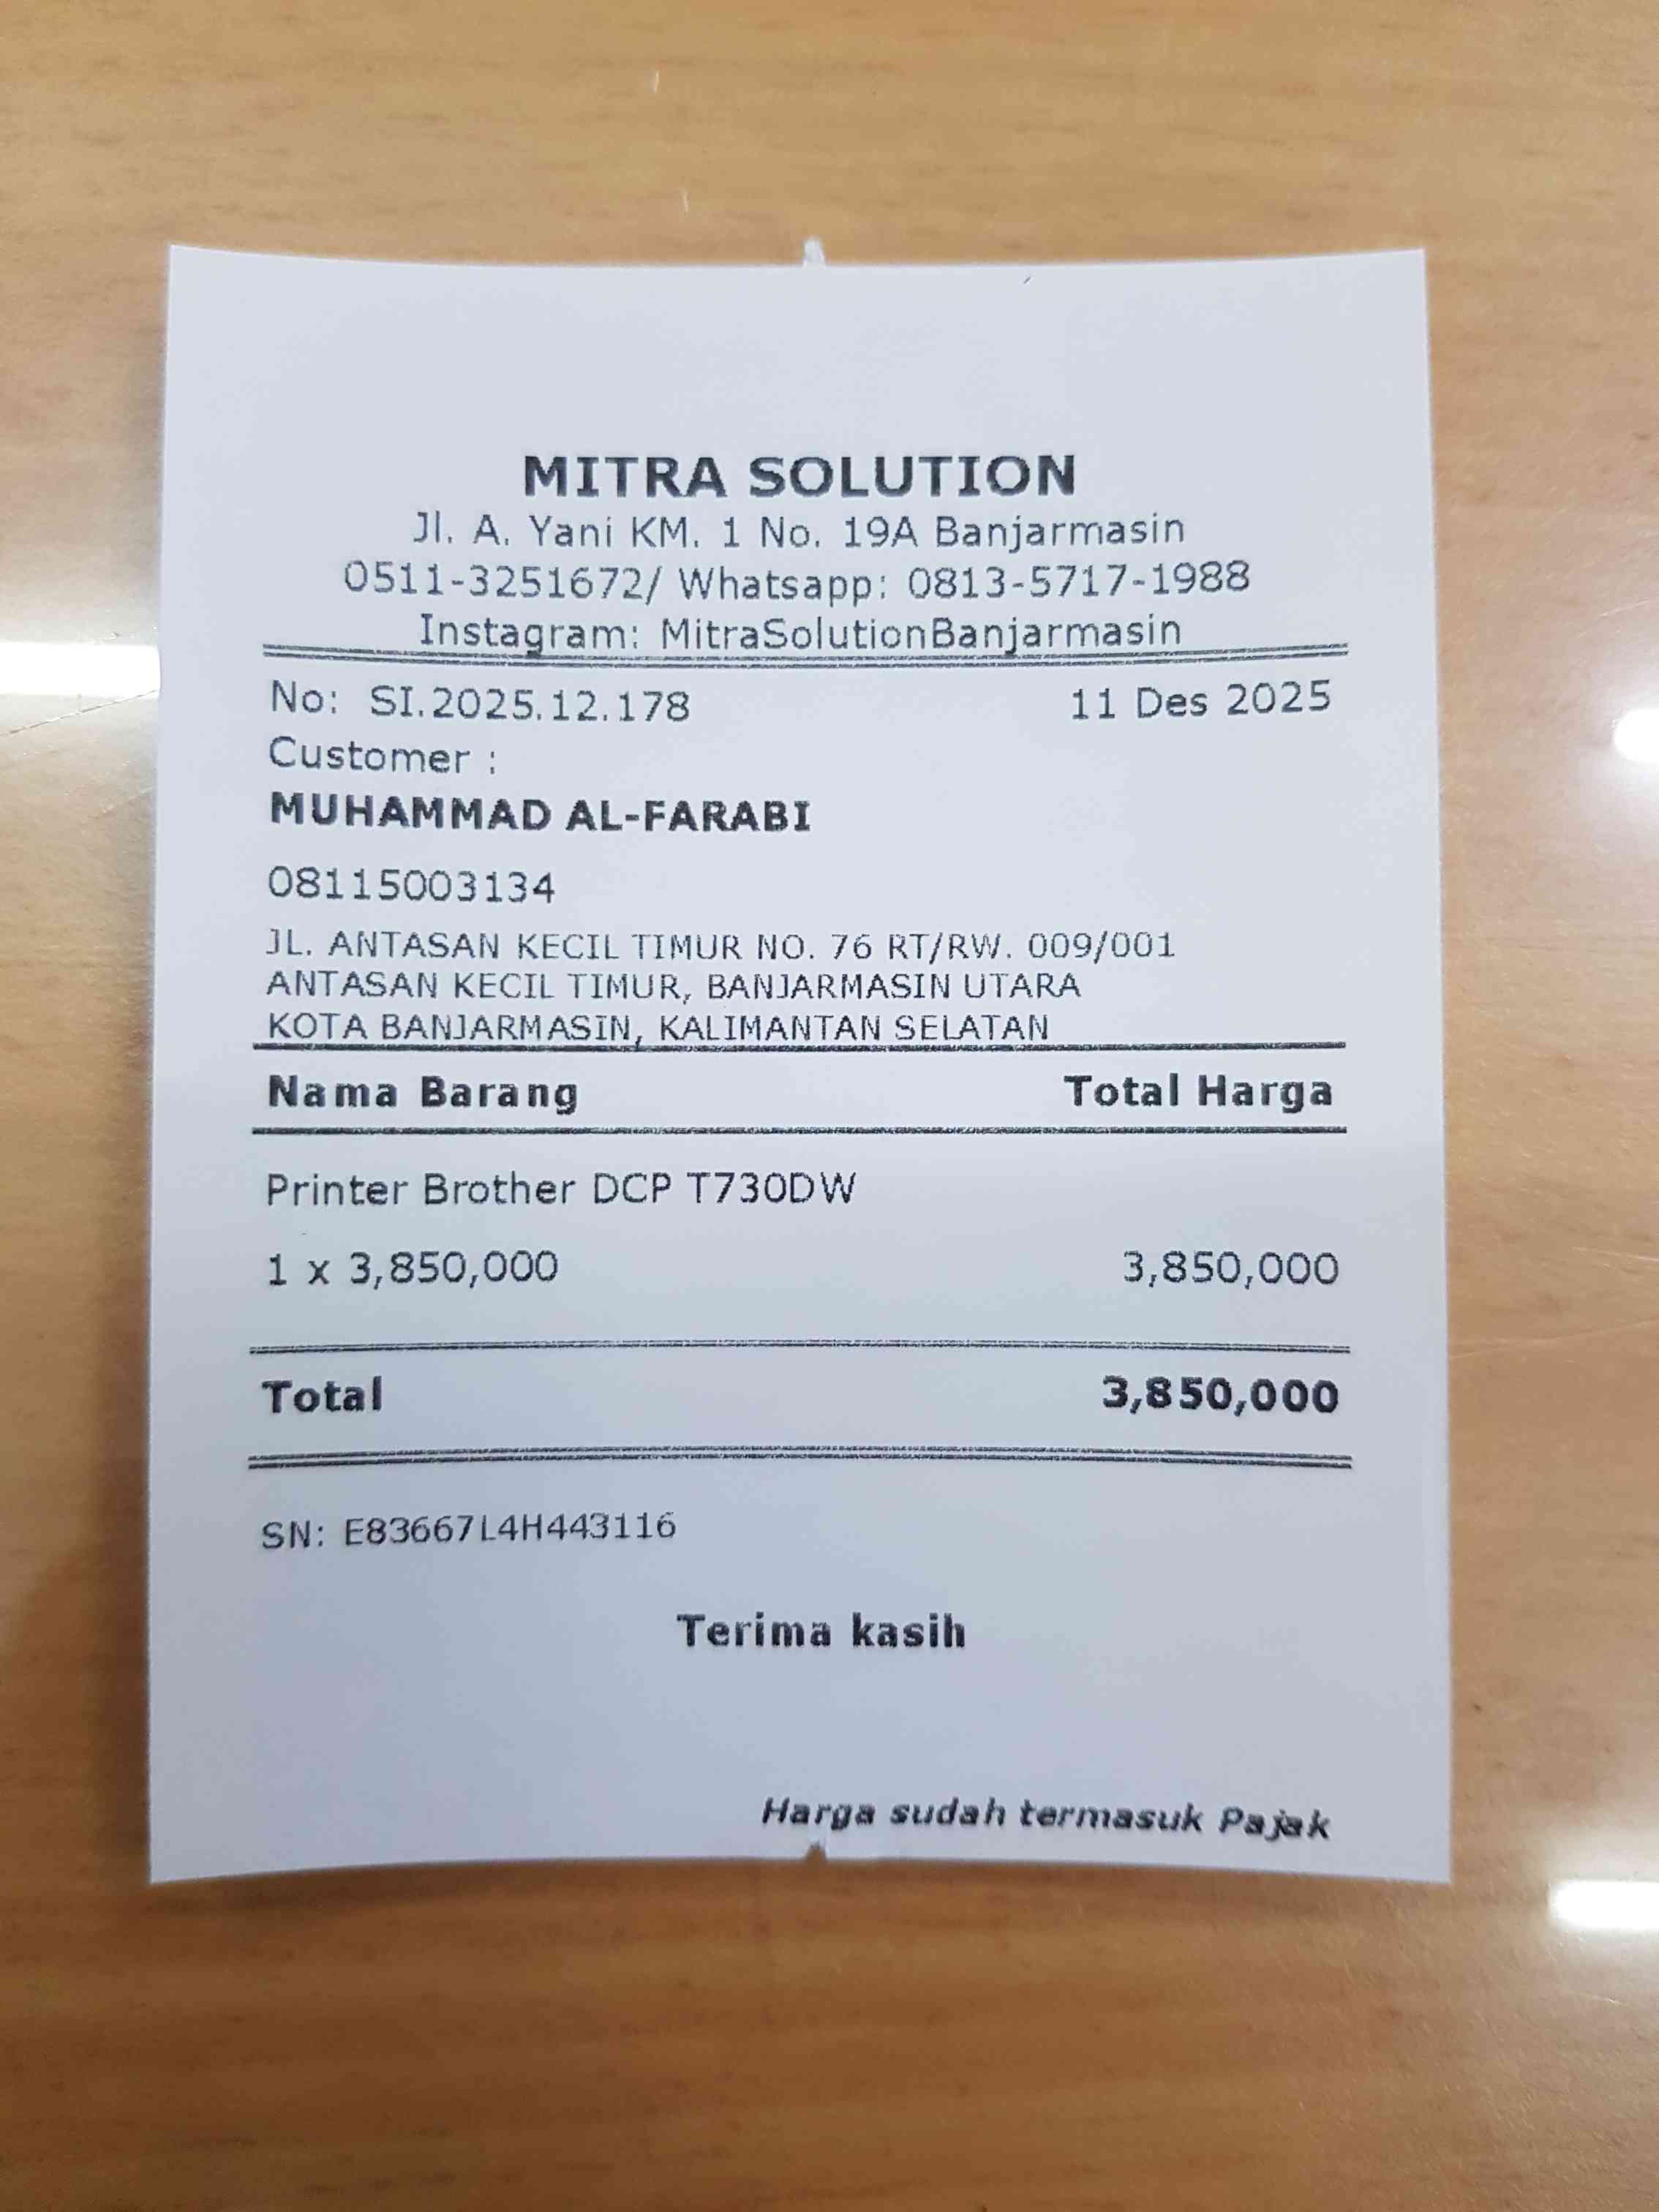 MITRA SOLUTION
Jl. A. Yani KM. 1 No. 19A Banjarmasin
0511-3251672/ Whatsapp: 0813-5717-1988
Instagram: MitraSolutionBanjarmasin
No: SI.2025.12.178 11 Des 2025
Customer :
MUHAMMAD AL-FARABI
08115003134
JL. ANTASAN KECIL TIMUR NO. 76 RT/RW. 009/001
ANTASAN KECIL TIMUR, BANJARMASIN UTARA
KOTA BANJARMASIN, KALIMANTAN SELATAN
Nama Barang Total Harga
Printer Brother DCP T730DW
1 x 3,850,000 3,850,000
Total 3,850,000
SN: E83667L4H443116
Terima kasih
Harga sudah termasuk Pajak